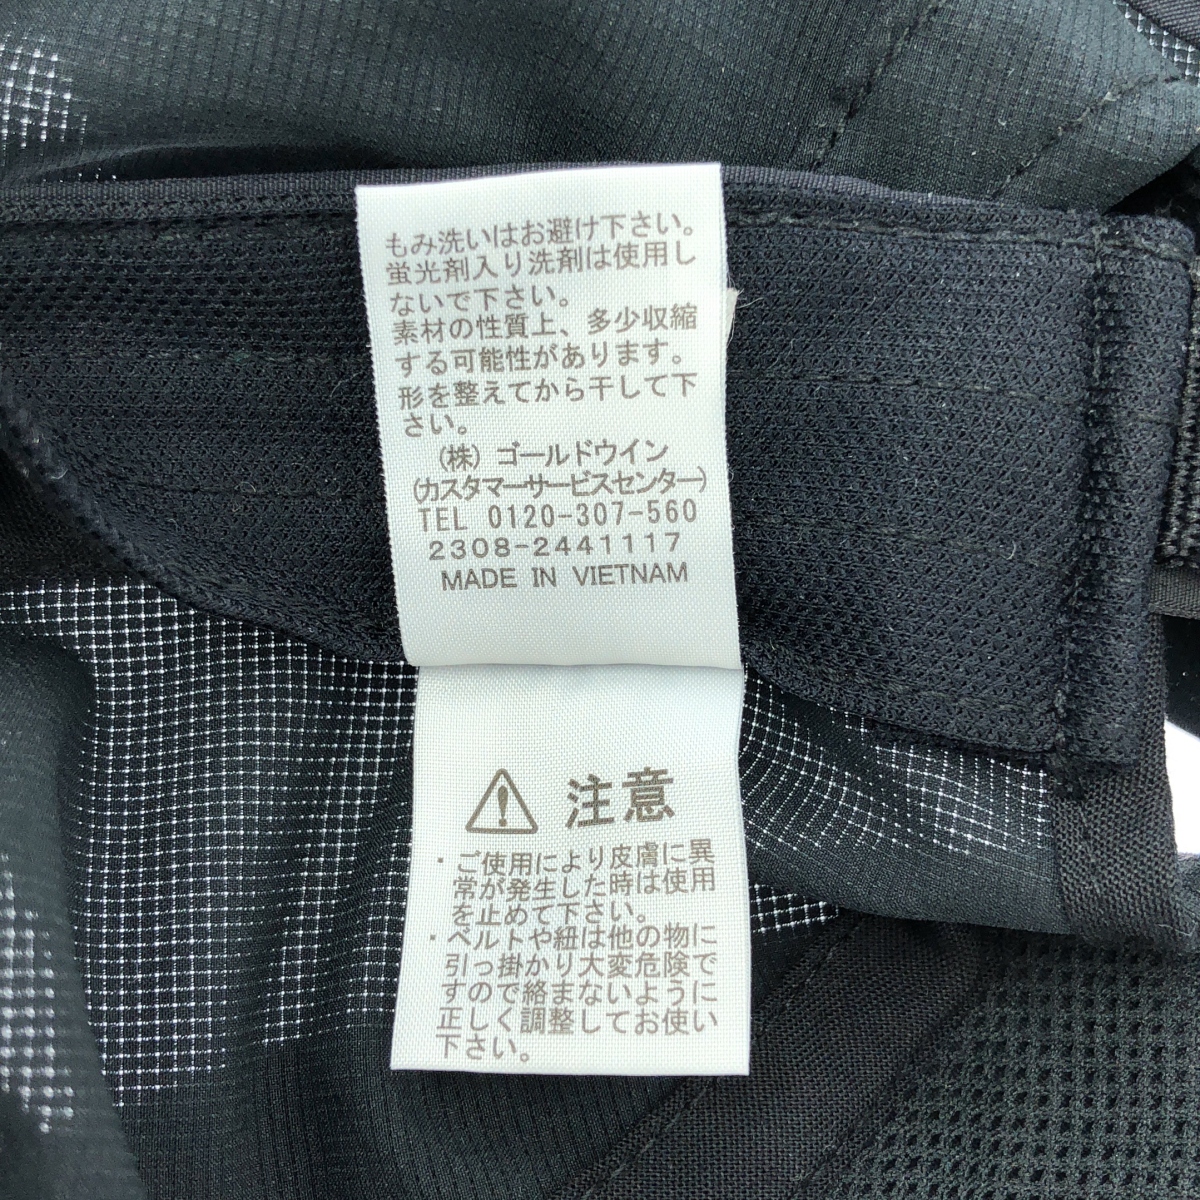 もみ洗いはお避け下さい。
蛍光剤入り洗剤は使用し
ないで下さい。
素材の性質上、多少収縮
する可能性があります。
形を整えてから干して下
さい。
(株) ゴールドウイン
(カスタマーサービスセンター)
TEL 0120-307-560
2308-2441117
MADE IN VIETNAM
注意
・ご使用により皮膚に異
常が発生した時は使用
を止めて下さい。
・ベルトや紐は他の物に
引っ掛かり大変危険で
すので絡まないように
正しく調整してお使い
下さい。